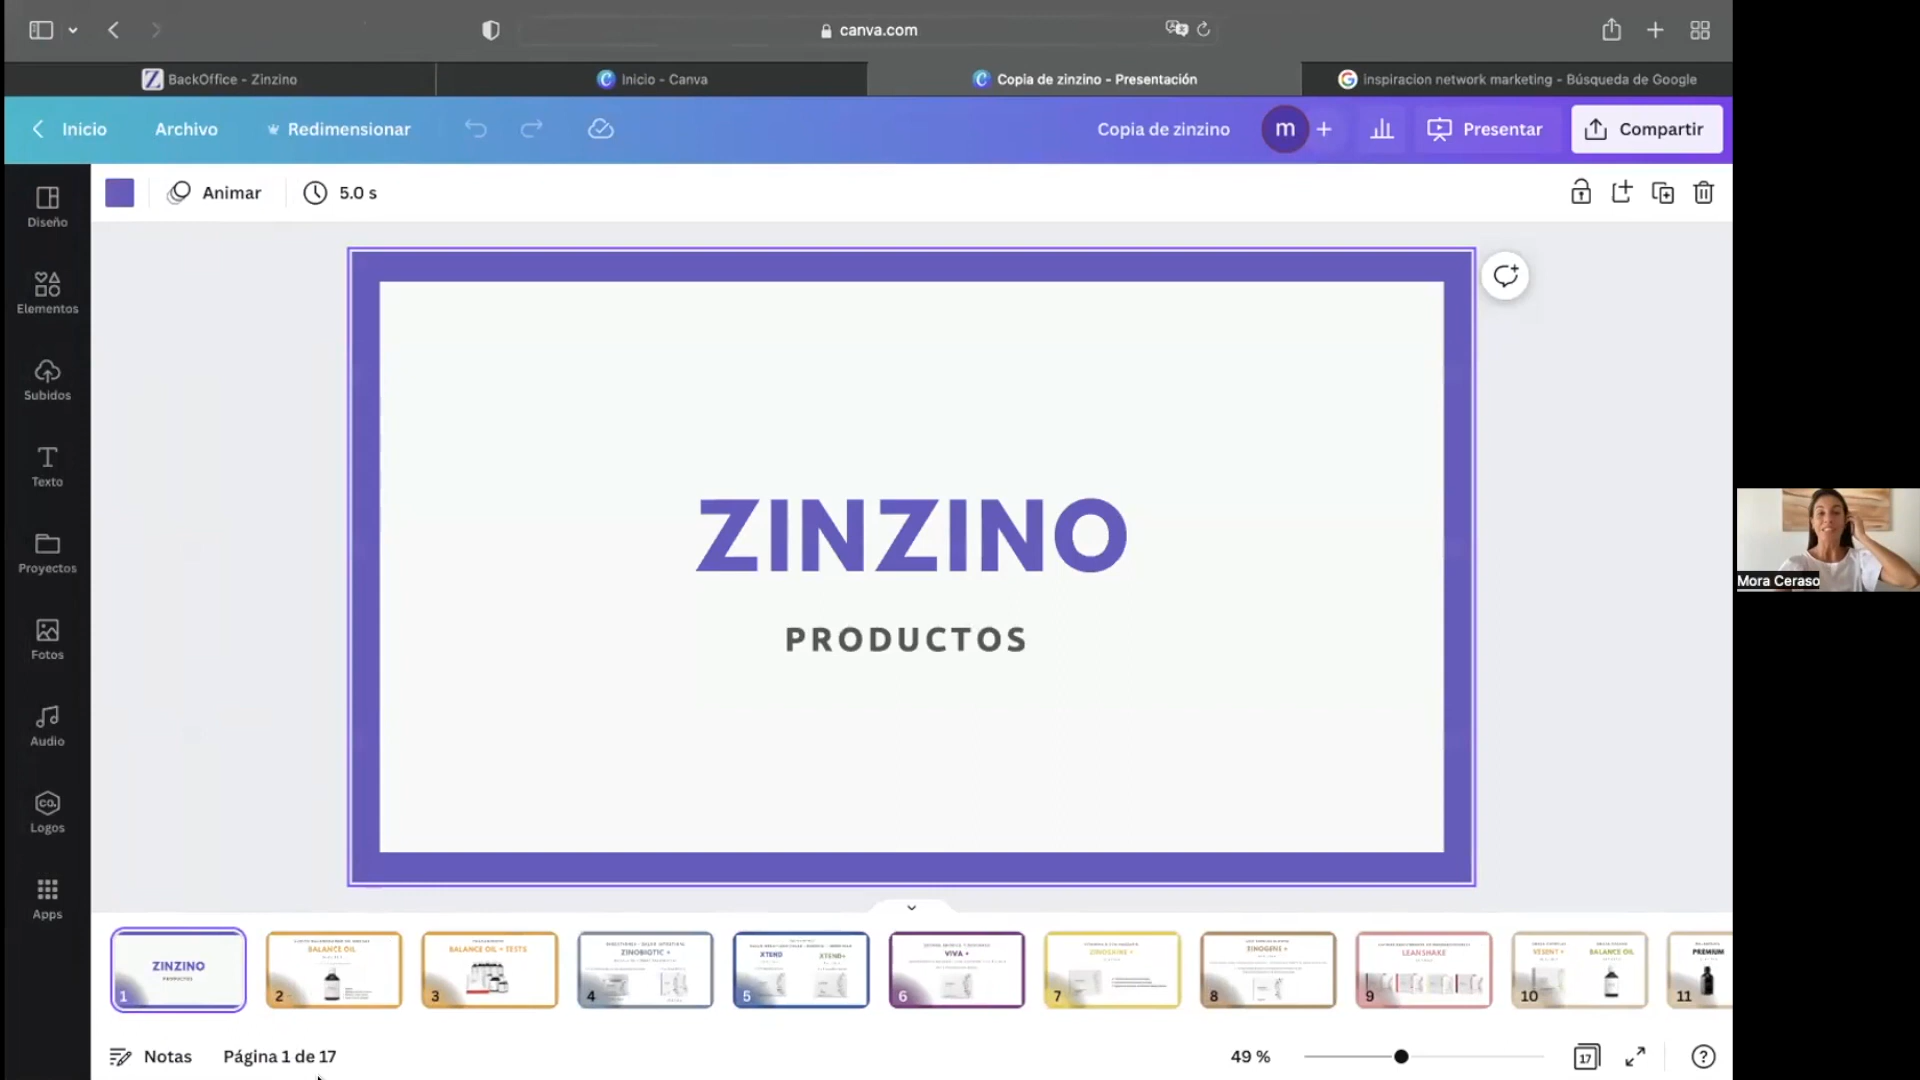 canva.com
BackOffice - Zinzino
Inicio - Canva
Copia de zinzino - Presentación
inspiracion network marketing - Búsqueda de Google
Inicio
Archivo
Redimensionar
Copia de zinzino
m
Presentar
Compartir
Animar
5.0 s
Diseño
Elementos
Subidos
Texto
Proyectos
Fotos
Audio
CO.
Logos
Apps
ZINZINO
PRODUCTOS
Mora Ceraso
ZINZINO
PRODUCTOS
1
BALANCE OIL
2
BALANCE OIL + TESTS
3
ZINOBIOTIC +
4
XTEND
XTEND+
5
VIVA +
6
7
ZINOGENE +
8
LEANSHAKE
9
BALANCE OIL
10
PREMIUM
11
Notas
Página 1 de 17
49 %
17